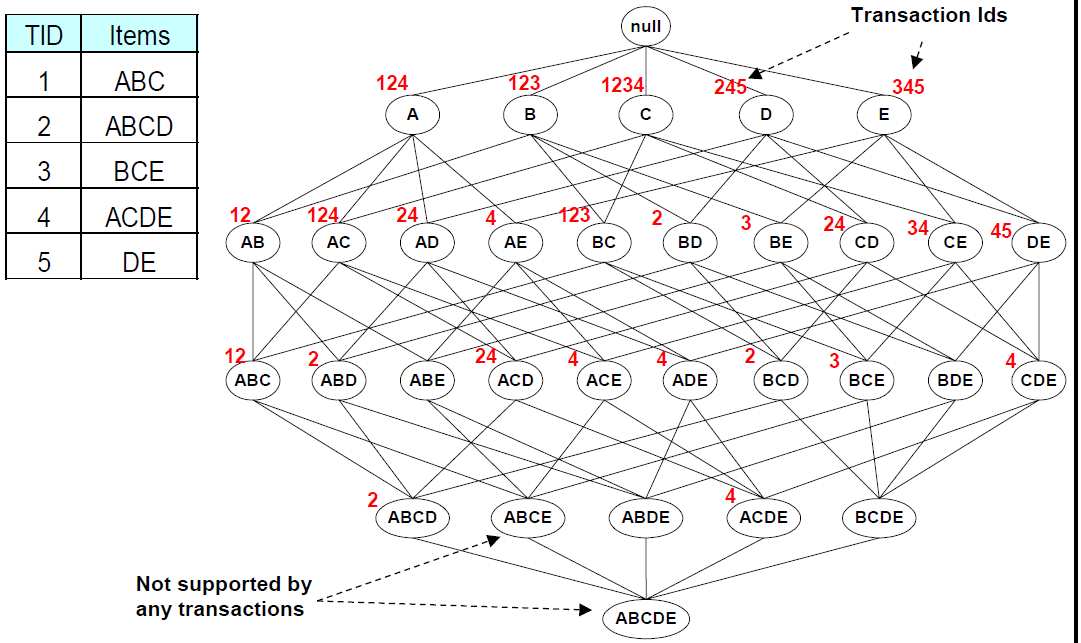 TID Items
1 ABC
2 ABCD
3 BCE
4 ACDE
5 DE
Transaction Ids
null
124 123 1234 245 345
A B C D E
12 124 24 4 123 2 3 24 34 45
AB AC AD AE BC BD BE CD CE DE
12 2 24 4 4 2 3 4
ABC ABD ABE ACD ACE ADE BCD BCE BDE CDE
2 4
ABCD ABCE ABDE ACDE BCDE
Not supported by
any transactions
ABCDE